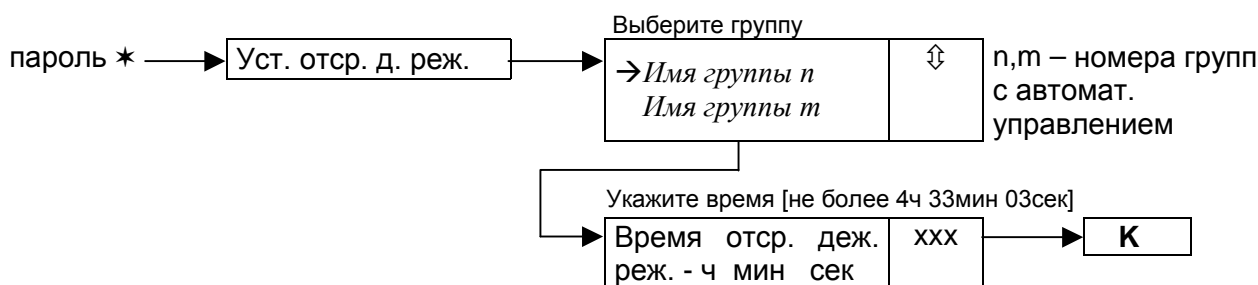 Выберите группу
пароль ✶
Уст. отср. д. реж.
→Имя группы n
Имя группы m
⇕
n,m – номера групп
с автомат.
управлением
Укажите время [не более 4ч 33мин 03сек]
Время отср. деж.
реж. - ч мин сек
xxx
K